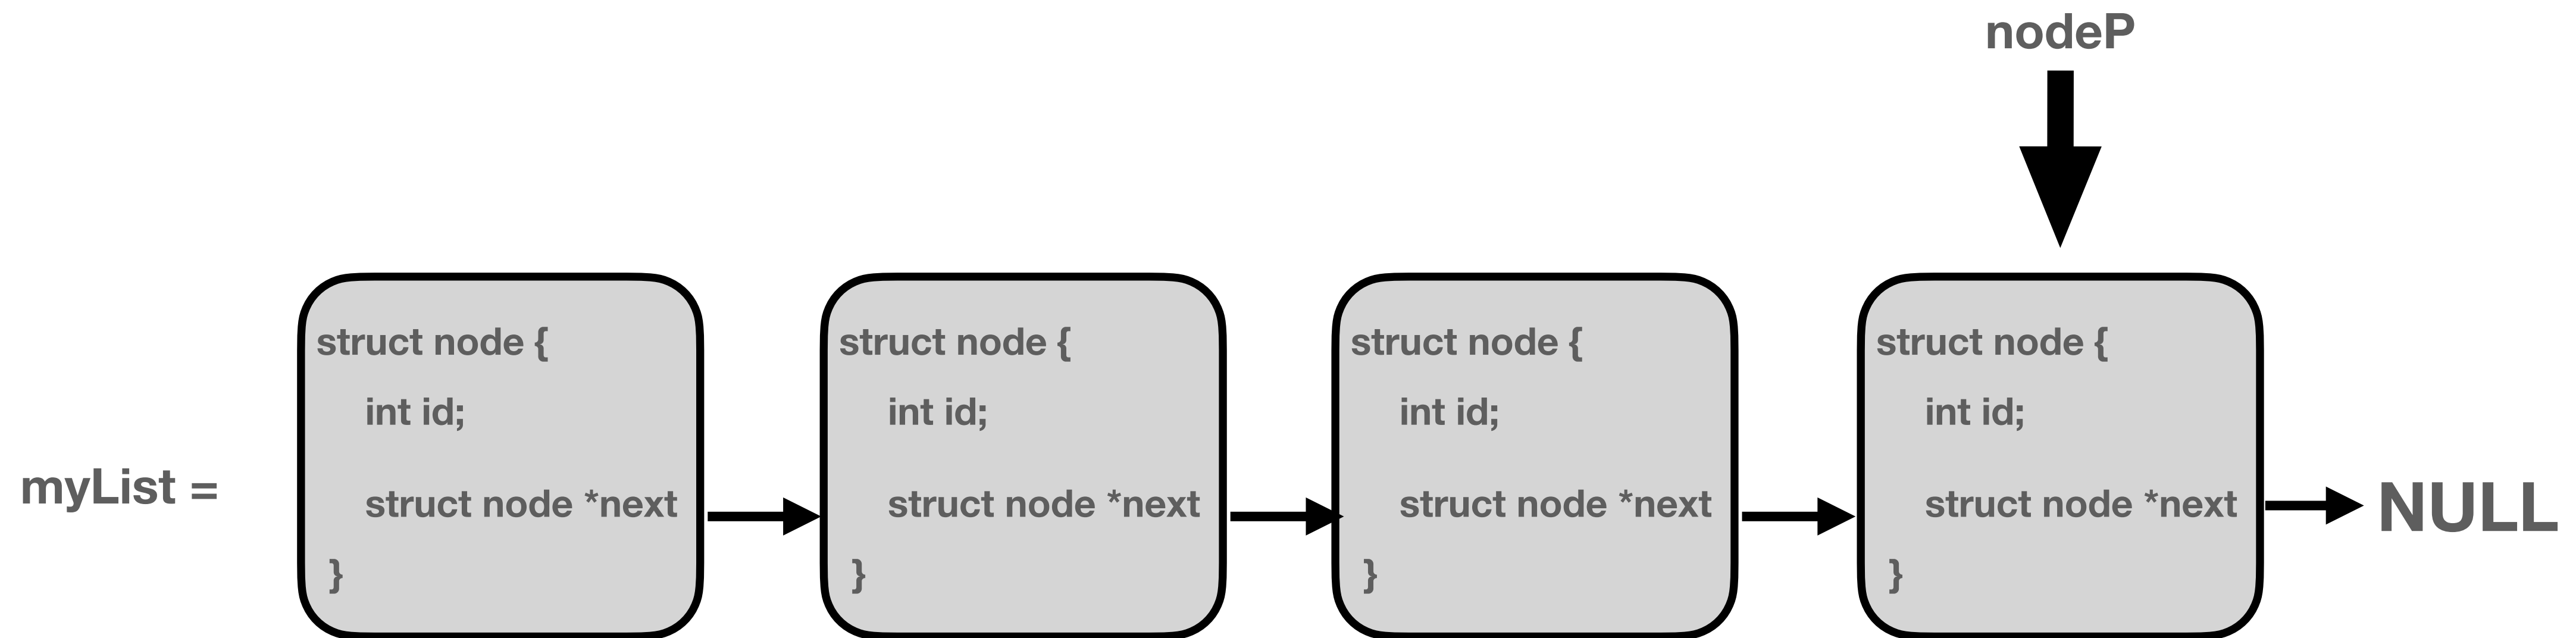 nodeP
myList =
struct node {
int id;
struct node *next
}
struct node {
int id;
struct node *next
}
struct node {
int id;
struct node *next
}
struct node {
int id;
struct node *next
}
NULL